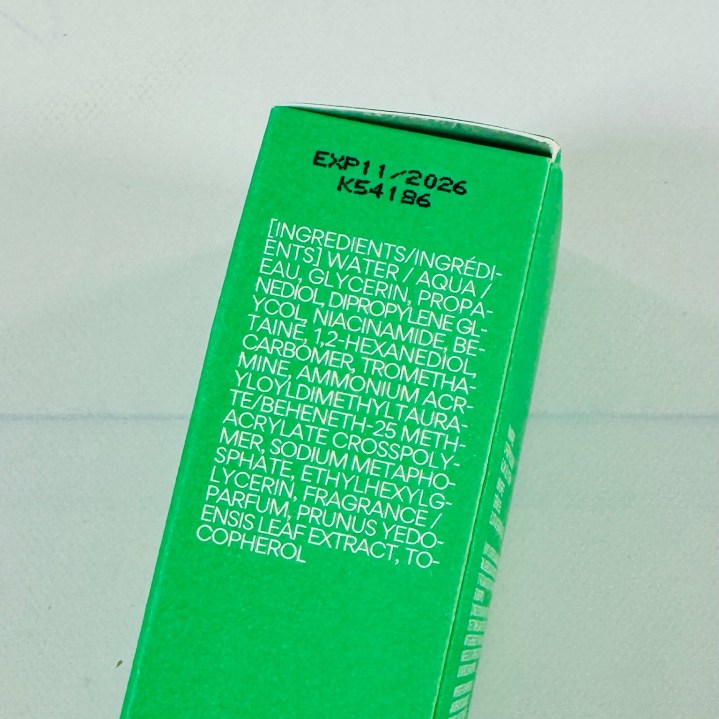 EXP11/2026
K54186
[INGREDIENTS/INGRÉDI-
ENTS] WATER / AQUA /
EAU, GLYCERIN, PROPA-
NEDIOL, DIPROPYLENE GL-
YCOL, NIACINAMIDE, BE-
TAINE, 1,2-HEXANEDIOL,
CARBOMER, TROMETHA-
MINE, AMMONIUM ACR-
YLOYLDIMETHYLTAURA-
TE/BEHENETH-25 METH-
ACRYLATE CROSSPOLY-
MER, SODIUM METAPHO-
SPHATE, ETHYLHEXYLG-
LYCERIN, FRAGRANCE /
PARFUM, PRUNUS YEDO-
ENSIS LEAF EXTRACT, TO-
COPHEROL